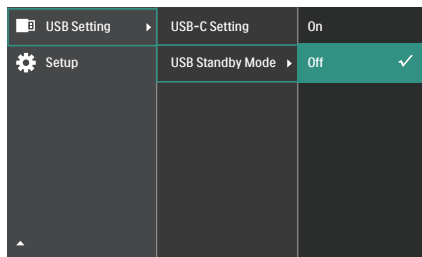 USB Setting
USB-C Setting
On
Setup
USB Standby Mode
Off